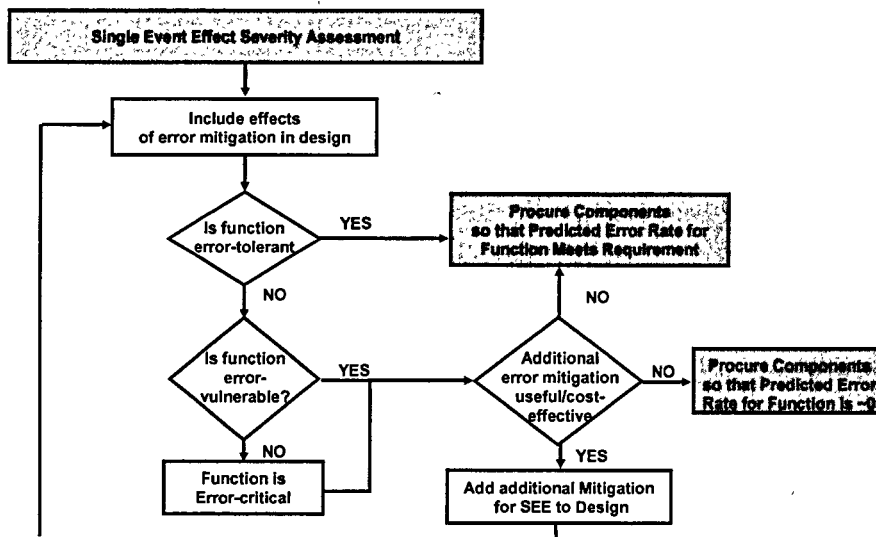 Single Event Effect Severity Assessment
Include effects
of error mitigation in design
Is function
error-tolerant
YES
Procure Components
so that Predicted Error Rate for
Function Meets Requirement
NO
NO
Is function
error-
vulnerable?
YES
Additional
error mitigation
useful/cost-
effective
NO
Procure Components
so that Predicted Error
Rate for Function Is ~0
NO
YES
Function is
Error-critical
Add additional Mitigation
for SEE to Design